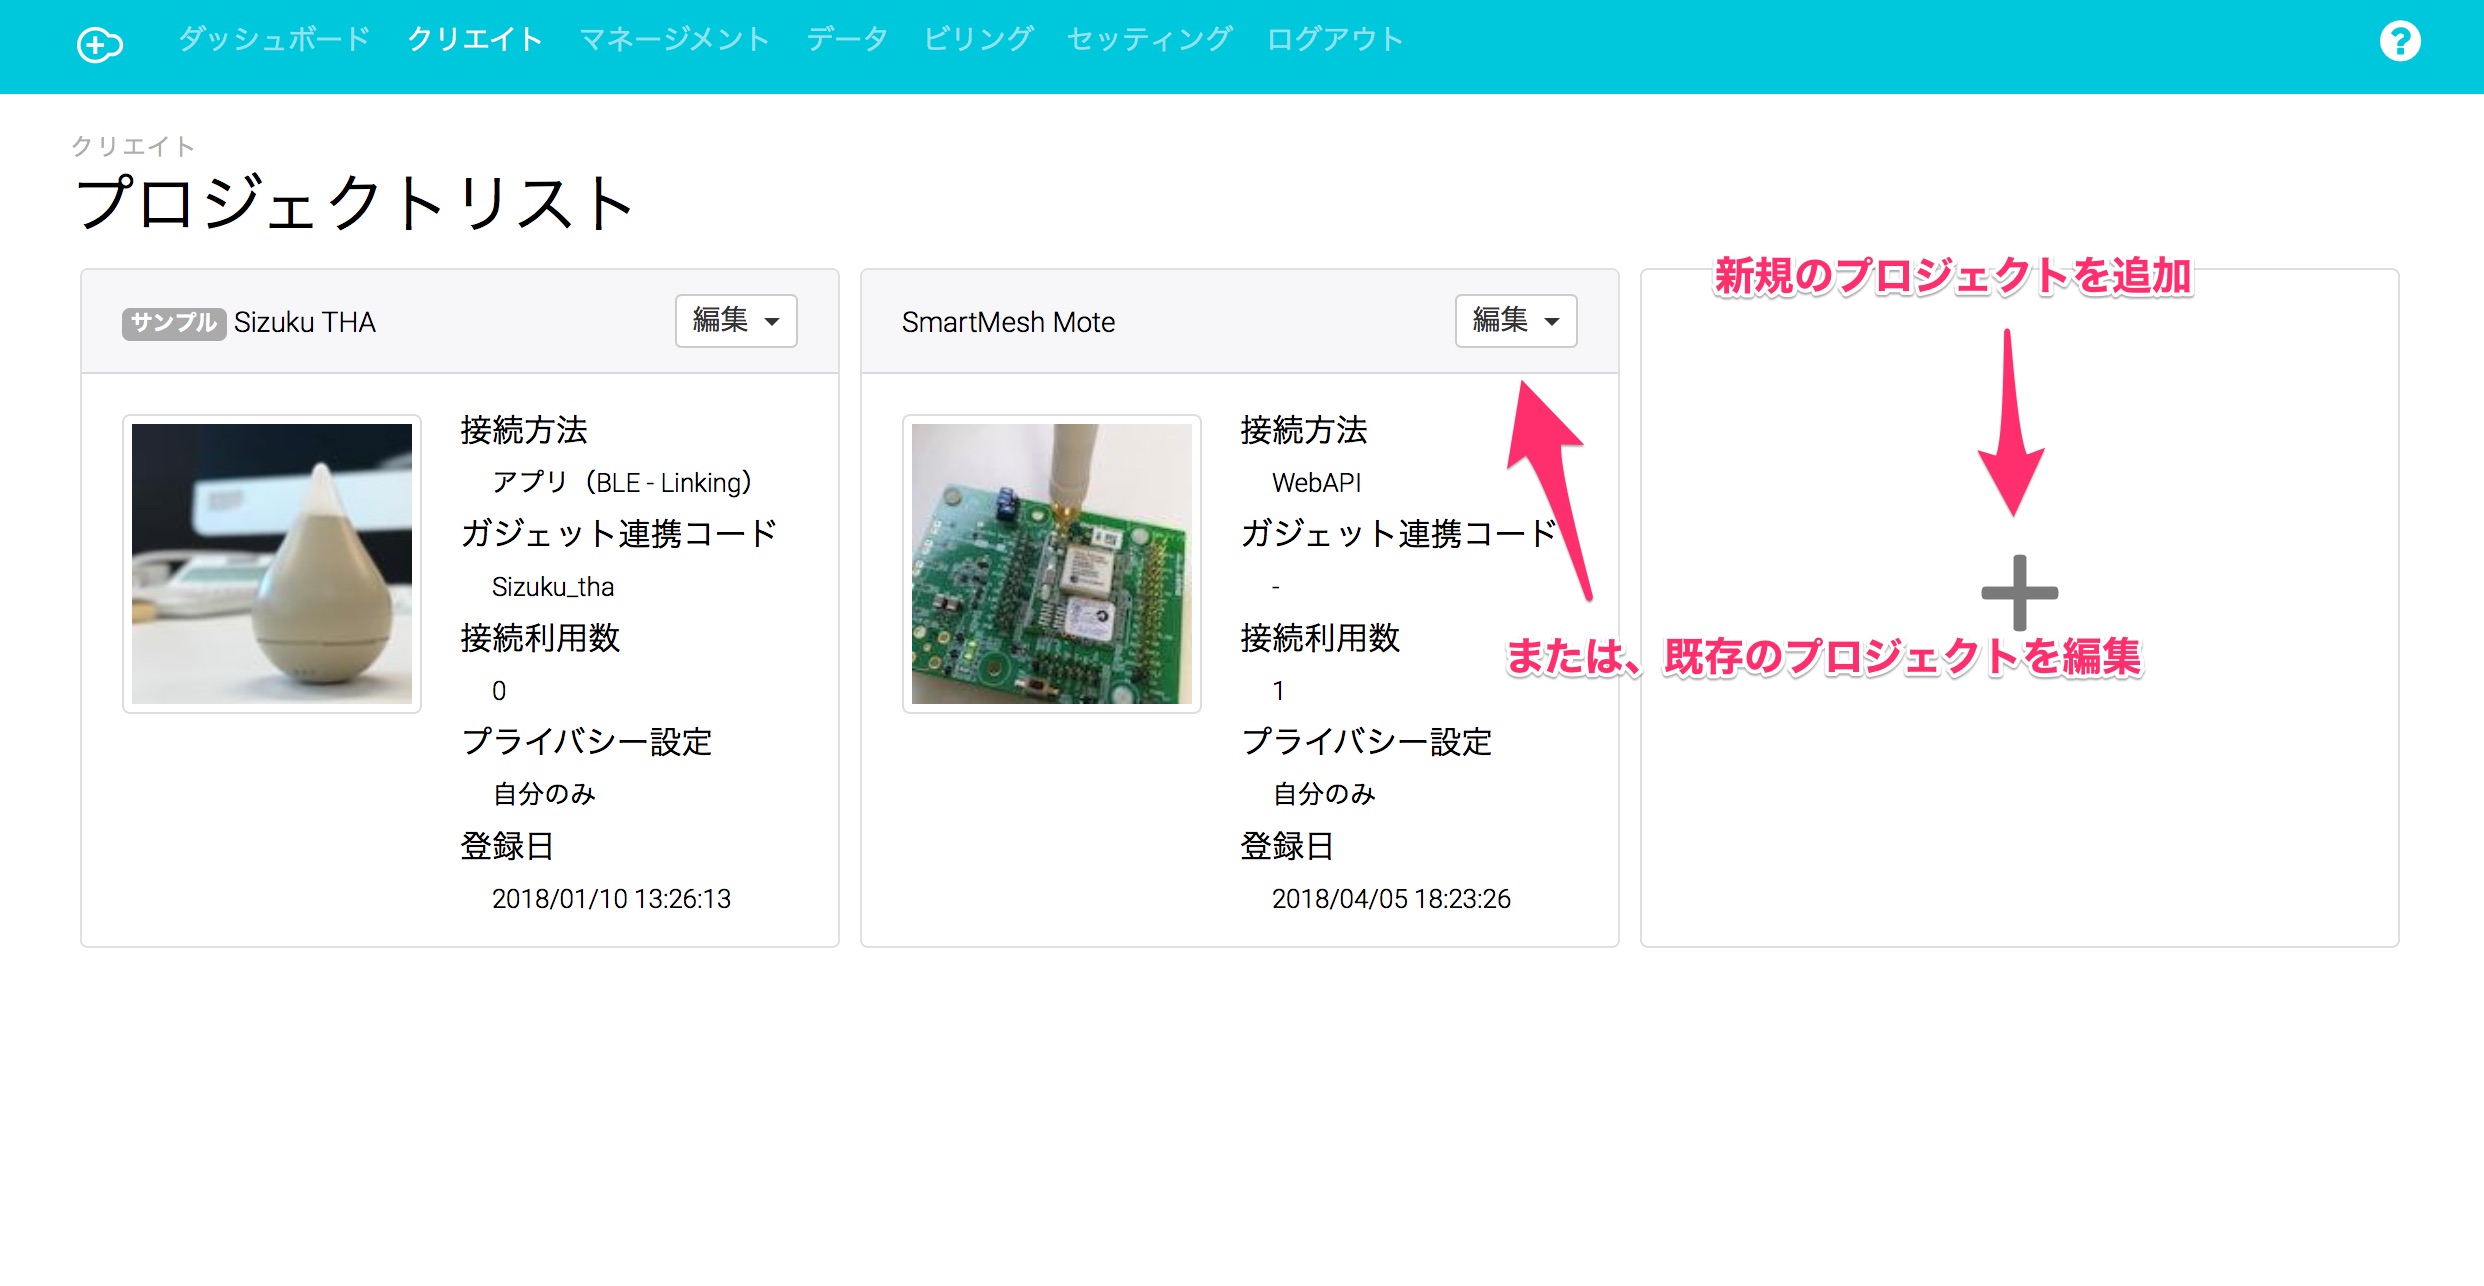 ダッシュボード クリエイト マネージメント データ ビリング セッティング ログアウト ?
クリエイト
プロジェクトリスト
サンプル Sizuku THA 編集
接続方法
アプリ（BLE - Linking）
ガジェット連携コード
Sizuku_tha
接続利用数
0
プライバシー設定
自分のみ
登録日
2018/01/10 13:26:13
SmartMesh Mote 編集
接続方法
WebAPI
ガジェット連携コード
-
接続利用数
1
プライバシー設定
自分のみ
登録日
2018/04/05 18:23:26
新規のプロジェクトを追加
または、既存のプロジェクトを編集